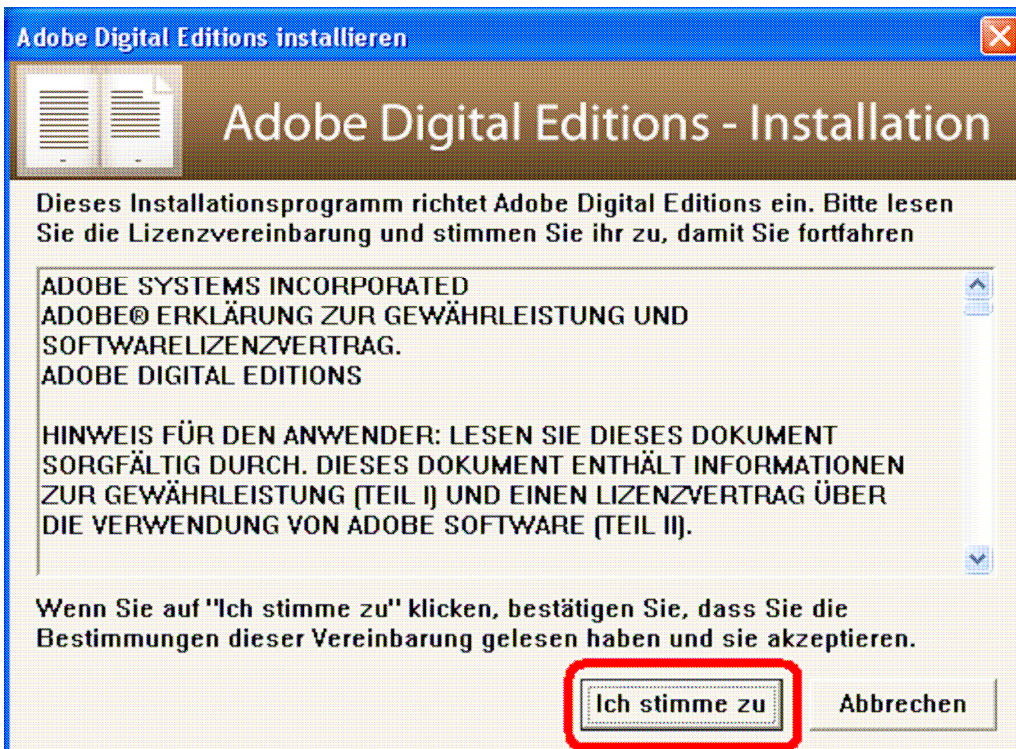 Adobe Digital Editions installieren
Adobe Digital Editions - Installation
Dieses Installationsprogramm richtet Adobe Digital Editions ein. Bitte lesen
Sie die Lizenzvereinbarung und stimmen Sie ihr zu, damit Sie fortfahren
ADOBE SYSTEMS INCORPORATED
ADOBE® ERKLÄRUNG ZUR GEWÄHRLEISTUNG UND
SOFTWARELIZENZVERTRAG.
ADOBE DIGITAL EDITIONS
HINWEIS FÜR DEN ANWENDER: LESEN SIE DIESES DOKUMENT
SORGFÄLTIG DURCH. DIESES DOKUMENT ENTHÄLT INFORMATIONEN
ZUR GEWÄHRLEISTUNG (TEIL I) UND EINEN LIZENZVERTRAG ÜBER
DIE VERWENDUNG VON ADOBE SOFTWARE (TEIL II).
Wenn Sie auf "Ich stimme zu" klicken, bestätigen Sie, dass Sie die
Bestimmungen dieser Vereinbarung gelesen haben und sie akzeptieren.
Ich stimme zu Abbrechen